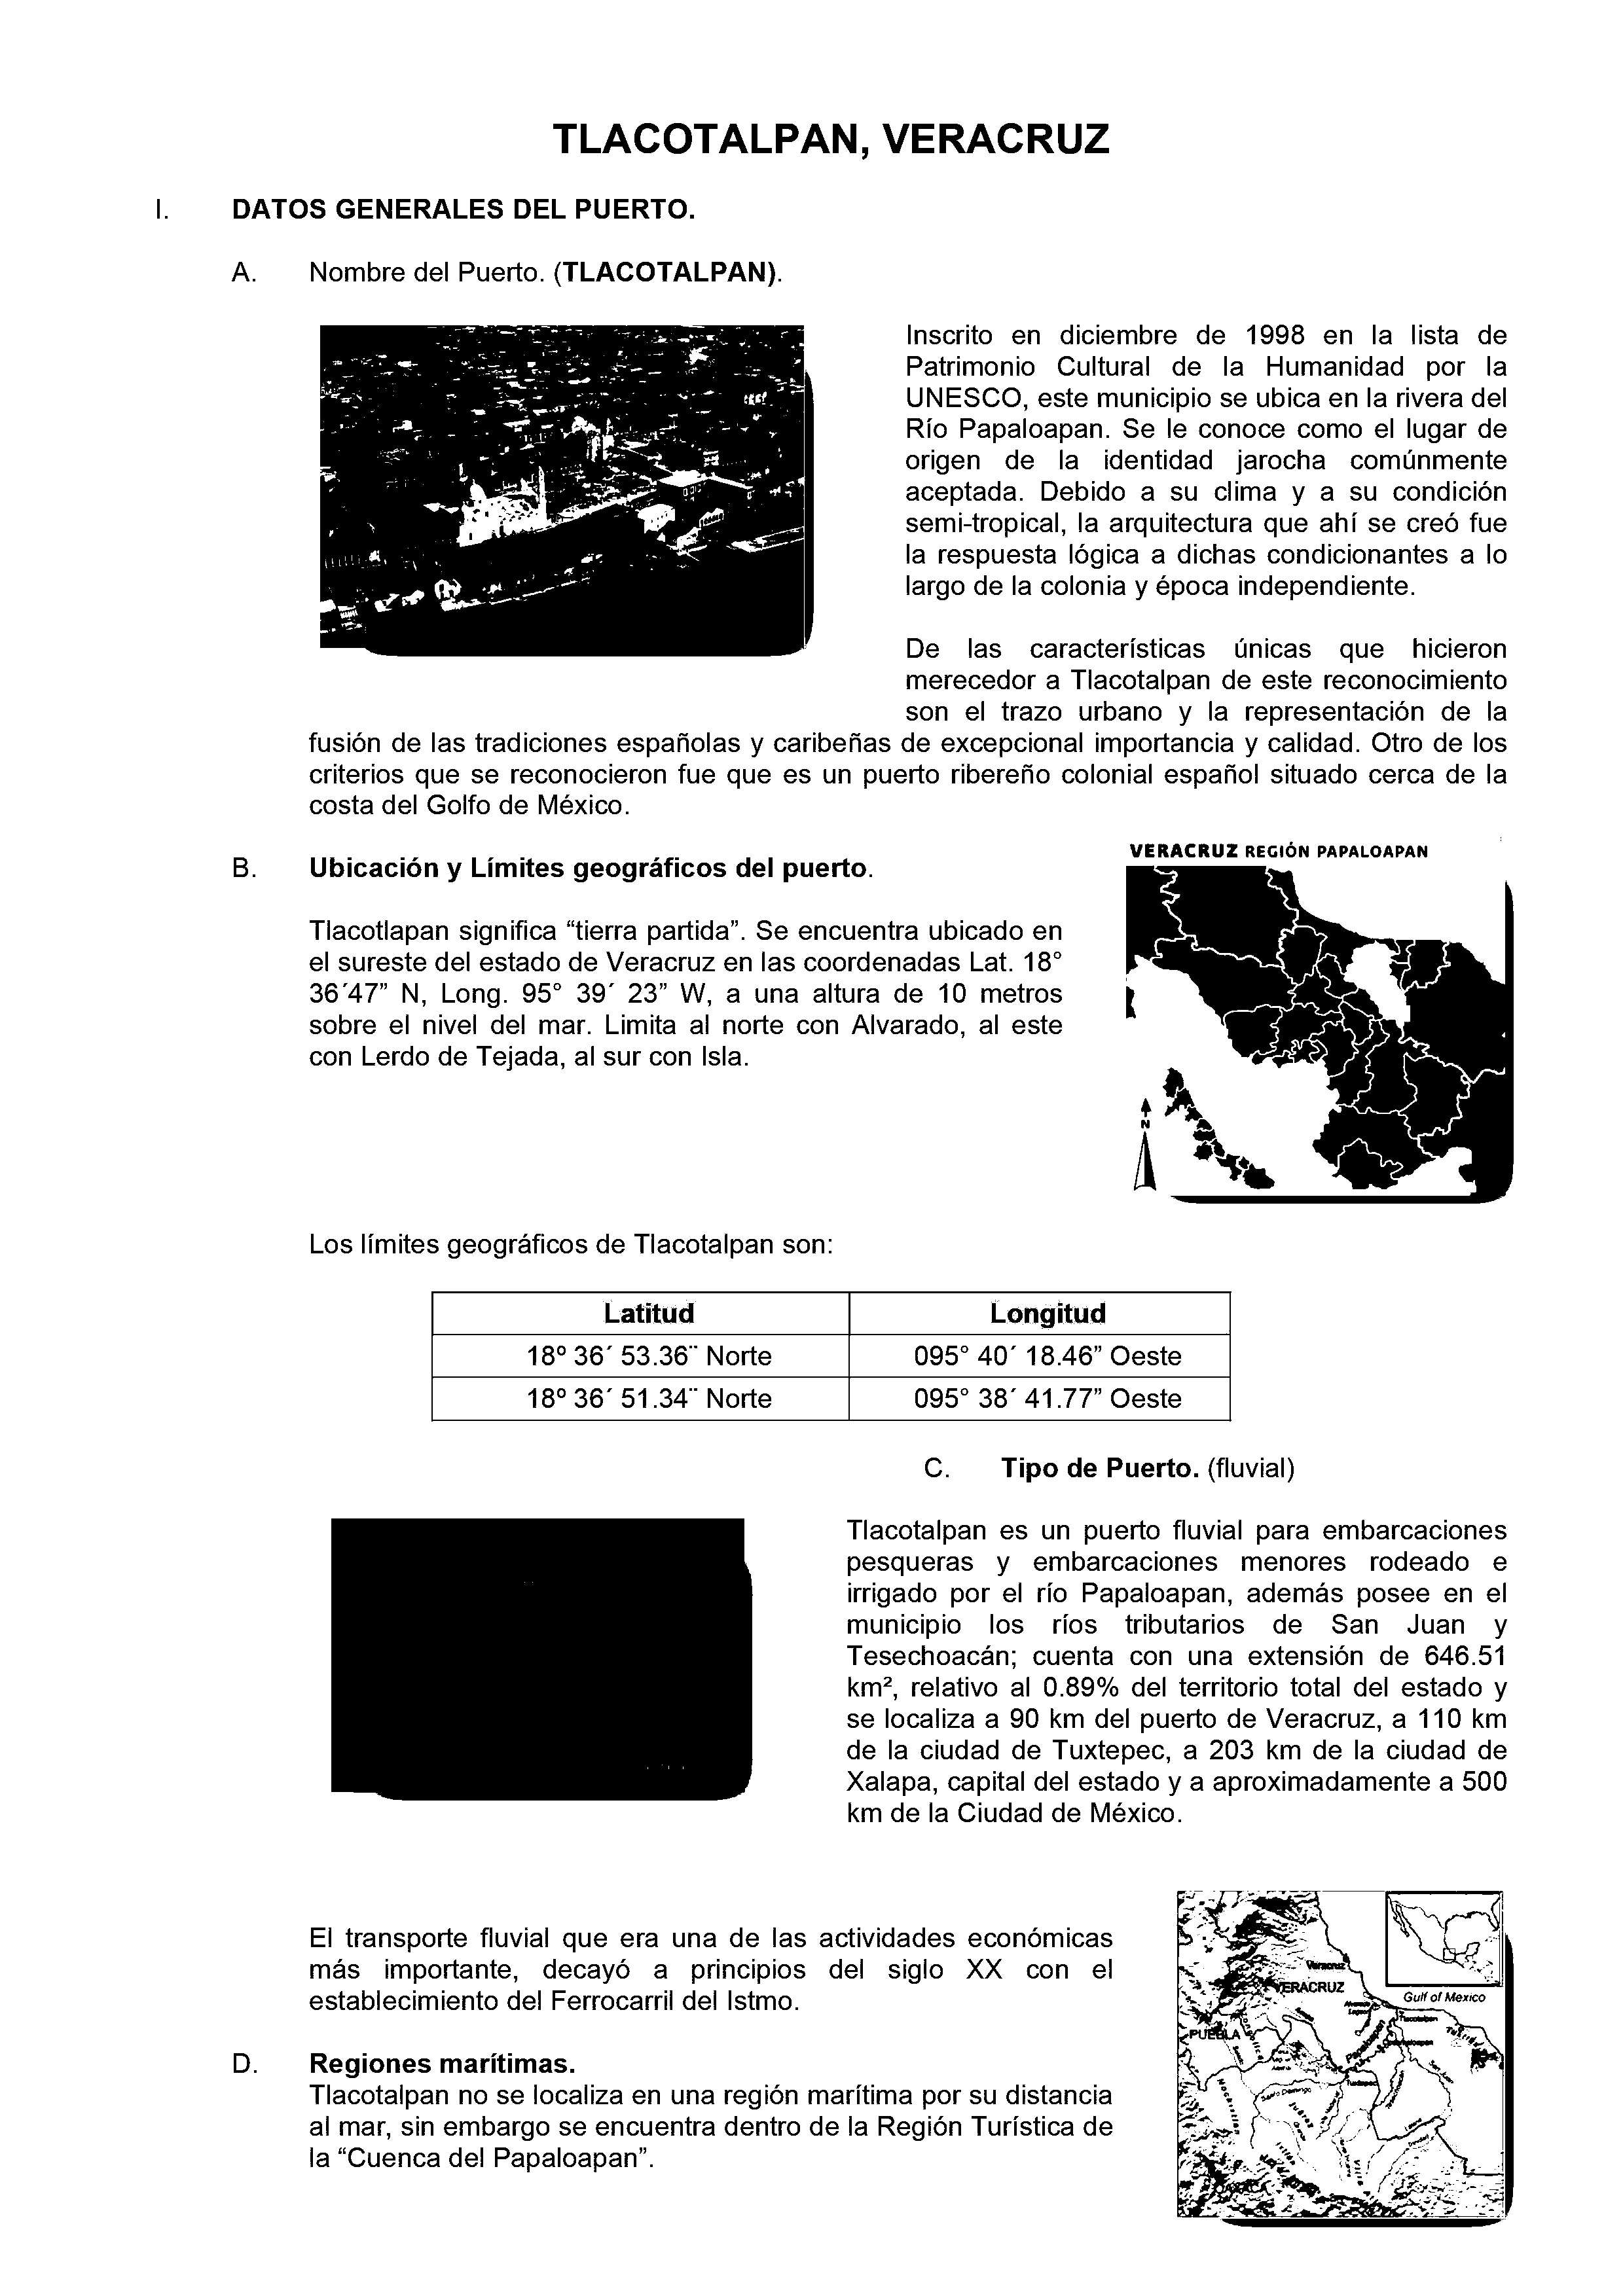 TLACOTALPAN, VERACRUZ
I. DATOS GENERALES DEL PUERTO.
A. Nombre del Puerto. (TLACOTALPAN).
Inscrito en diciembre de 1998 en la lista de
Patrimonio Cultural de la Humanidad por la
UNESCO, este municipio se ubica en la rivera del
Río Papaloapan. Se le conoce como el lugar de
origen de la identidad jarocha comúnmente
aceptada. Debido a su clima y a su condición
semi-tropical, la arquitectura que ahí se creó fue
la respuesta lógica a dichas condicionantes a lo
largo de la colonia y época independiente.
De las características únicas que hicieron
merecedor a Tlacotalpan de este reconocimiento
son el trazo urbano y la representación de la
fusión de las tradiciones españolas y caribeñas de excepcional importancia y calidad. Otro de los
criterios que se reconocieron fue que es un puerto ribereño colonial español situado cerca de la
costa del Golfo de México.
VERACRUZ REGIÓN PAPALOAPAN
N
B. Ubicación y Límites geográficos del puerto.
Tlacotlapan significa “tierra partida”. Se encuentra ubicado en
el sureste del estado de Veracruz en las coordenadas Lat. 18°
36´47” N, Long. 95° 39´ 23” W, a una altura de 10 metros
sobre el nivel del mar. Limita al norte con Alvarado, al este
con Lerdo de Tejada, al sur con Isla.
Los límites geográficos de Tlacotalpan son:
Latitud Longitud
18º 36´ 53.36¨ Norte 095° 40´ 18.46” Oeste
18º 36´ 51.34¨ Norte 095° 38´ 41.77” Oeste
C. Tipo de Puerto. (fluvial)
Tlacotalpan es un puerto fluvial para embarcaciones
pesqueras y embarcaciones menores rodeado e
irrigado por el río Papaloapan, además posee en el
municipio los ríos tributarios de San Juan y
Tesechoacán; cuenta con una extensión de 646.51
km², relativo al 0.89% del territorio total del estado y
se localiza a 90 km del puerto de Veracruz, a 110 km
de la ciudad de Tuxtepec, a 203 km de la ciudad de
Xalapa, capital del estado y a aproximadamente a 500
km de la Ciudad de México.
El transporte fluvial que era una de las actividades económicas
más importante, decayó a principios del siglo XX con el
establecimiento del Ferrocarril del Istmo.
D. Regiones marítimas.
Tlacotalpan no se localiza en una región marítima por su distancia
al mar, sin embargo se encuentra dentro de la Región Turística de
la “Cuenca del Papaloapan”.
Veracruz
VERACRUZ
Gulf of Mexico
Tlacotalpan
PUEBLA
Papaloapan
Tuxtepec
Santo Domingo
OAXACA